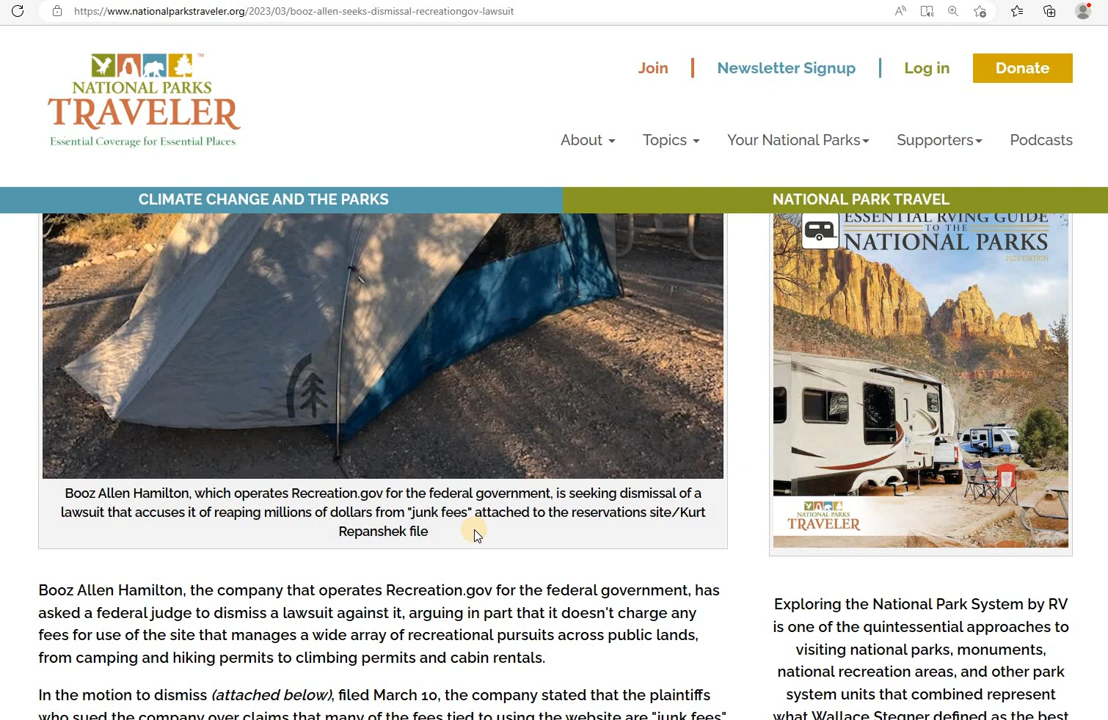 https://www.nationalparkstraveler.org/2023/03/booz-allen-seeks-dismissal-recreationgov-lawsuit
NATIONAL PARKS
TRAVELER
Essential Coverage for Essential Places
Join
Newsletter Signup
Log in
Donate
About
Topics
Your National Parks
Supporters
Podcasts
CLIMATE CHANGE AND THE PARKS
NATIONAL PARK TRAVEL
ESSENTIAL RVING GUIDE
TO THE
NATIONAL PARKS
NATIONAL PARKS
TRAVELER
Booz Allen Hamilton, which operates Recreation.gov for the federal government, is seeking dismissal of a
lawsuit that accuses it of reaping millions of dollars from "junk fees" attached to the reservations site/Kurt
Repanshek file
Booz Allen Hamilton, the company that operates Recreation.gov for the federal government, has
asked a federal judge to dismiss a lawsuit against it, arguing in part that it doesn't charge any
fees for use of the site that manages a wide array of recreational pursuits across public lands,
from camping and hiking permits to climbing permits and cabin rentals.
In the motion to dismiss (attached below), filed March 10, the company stated that the plaintiffs
who sued the company over claims that many of the fees tied to using the website are "junk fees"
Exploring the National Park System by RV
is one of the quintessential approaches to
visiting national parks, monuments,
national recreation areas, and other park
system units that combined represent
what Wallace Stegner defined as the best